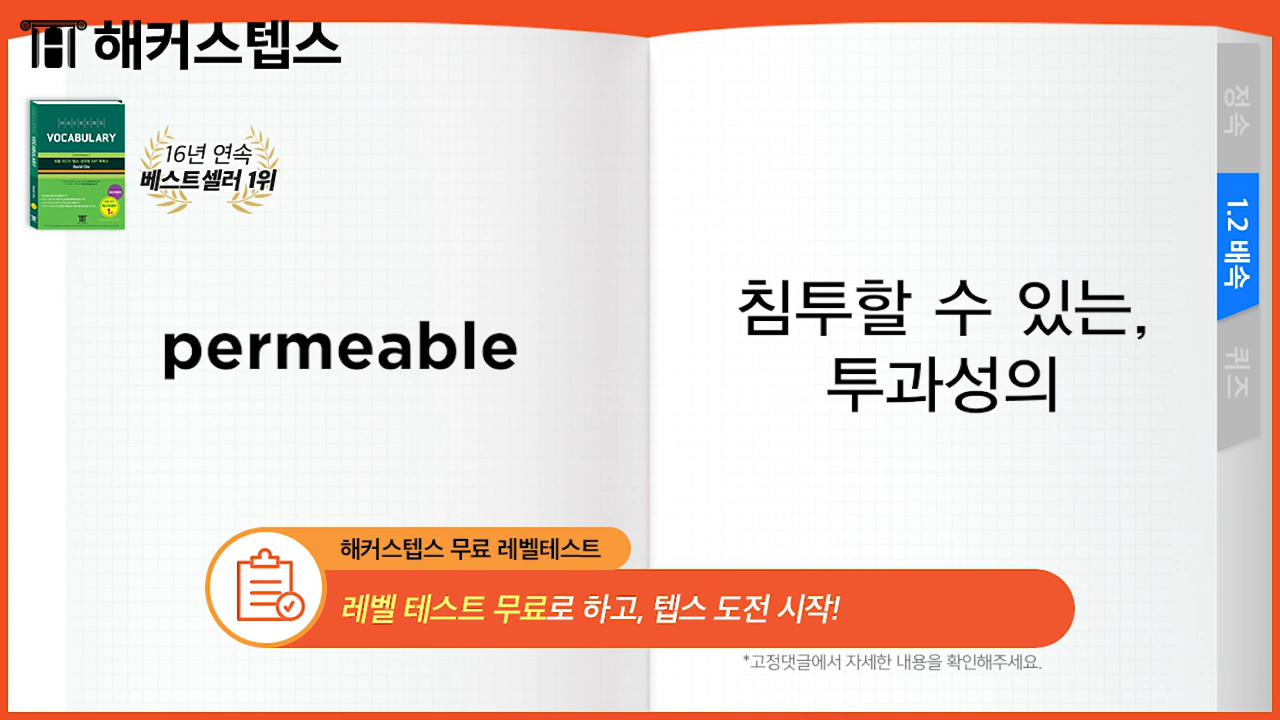 해커스텝스
HACKERS
VOCABULARY
16년 연속
베스트셀러 1위
permeable
침투할 수 있는,
투과성의
정속
1.2 배속
퀴즈
해커스텝스 무료 레벨테스트
레벨 테스트 무료로 하고, 텝스 도전 시작!
*고정댓글에서 자세한 내용을 확인해주세요.